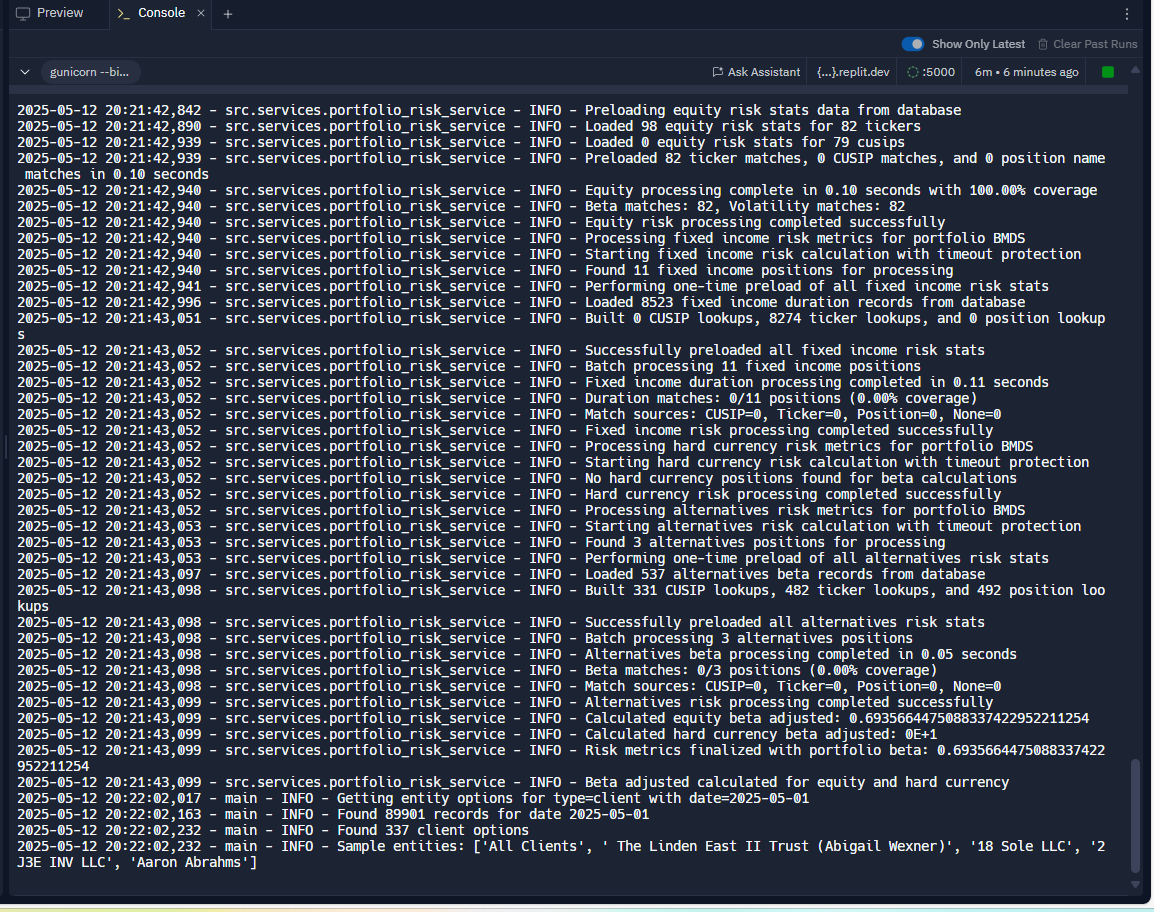 Preview
Console
Show Only Latest
Clear Past Runs
gunicorn --bi...
Ask Assistant
{...}.replit.dev
:5000
6m • 6 minutes ago
2025-05-12 20:21:42,842 - src.services.portfolio_risk_service - INFO - Preloading equity risk stats data from database
2025-05-12 20:21:42,890 - src.services.portfolio_risk_service - INFO - Loaded 98 equity risk stats for 82 tickers
2025-05-12 20:21:42,939 - src.services.portfolio_risk_service - INFO - Loaded 0 equity risk stats for 79 cusips
2025-05-12 20:21:42,939 - src.services.portfolio_risk_service - INFO - Preloaded 82 ticker matches, 0 CUSIP matches, and 0 position name
matches in 0.10 seconds
2025-05-12 20:21:42,940 - src.services.portfolio_risk_service - INFO - Equity processing complete in 0.10 seconds with 100.00% coverage
2025-05-12 20:21:42,940 - src.services.portfolio_risk_service - INFO - Beta matches: 82, Volatility matches: 82
2025-05-12 20:21:42,940 - src.services.portfolio_risk_service - INFO - Equity risk processing completed successfully
2025-05-12 20:21:42,940 - src.services.portfolio_risk_service - INFO - Processing fixed income risk metrics for portfolio BMDS
2025-05-12 20:21:42,940 - src.services.portfolio_risk_service - INFO - Starting fixed income risk calculation with timeout protection
2025-05-12 20:21:42,940 - src.services.portfolio_risk_service - INFO - Found 11 fixed income positions for processing
2025-05-12 20:21:42,941 - src.services.portfolio_risk_service - INFO - Performing one-time preload of all fixed income risk stats
2025-05-12 20:21:42,996 - src.services.portfolio_risk_service - INFO - Loaded 8523 fixed income duration records from database
2025-05-12 20:21:43,051 - src.services.portfolio_risk_service - INFO - Built 0 CUSIP lookups, 8274 ticker lookups, and 0 position lookup
s
2025-05-12 20:21:43,052 - src.services.portfolio_risk_service - INFO - Successfully preloaded all fixed income risk stats
2025-05-12 20:21:43,052 - src.services.portfolio_risk_service - INFO - Batch processing 11 fixed income positions
2025-05-12 20:21:43,052 - src.services.portfolio_risk_service - INFO - Fixed income duration processing completed in 0.11 seconds
2025-05-12 20:21:43,052 - src.services.portfolio_risk_service - INFO - Duration matches: 0/11 positions (0.00% coverage)
2025-05-12 20:21:43,052 - src.services.portfolio_risk_service - INFO - Match sources: CUSIP=0, Ticker=0, Position=0, None=0
2025-05-12 20:21:43,052 - src.services.portfolio_risk_service - INFO - Fixed income risk processing completed successfully
2025-05-12 20:21:43,052 - src.services.portfolio_risk_service - INFO - Processing hard currency risk metrics for portfolio BMDS
2025-05-12 20:21:43,052 - src.services.portfolio_risk_service - INFO - Starting hard currency risk calculation with timeout protection
2025-05-12 20:21:43,052 - src.services.portfolio_risk_service - INFO - No hard currency positions found for beta calculations
2025-05-12 20:21:43,052 - src.services.portfolio_risk_service - INFO - Hard currency risk processing completed successfully
2025-05-12 20:21:43,052 - src.services.portfolio_risk_service - INFO - Processing alternatives risk metrics for portfolio BMDS
2025-05-12 20:21:43,053 - src.services.portfolio_risk_service - INFO - Starting alternatives risk calculation with timeout protection
2025-05-12 20:21:43,053 - src.services.portfolio_risk_service - INFO - Found 3 alternatives positions for processing
2025-05-12 20:21:43,053 - src.services.portfolio_risk_service - INFO - Performing one-time preload of all alternatives risk stats
2025-05-12 20:21:43,097 - src.services.portfolio_risk_service - INFO - Loaded 537 alternatives beta records from database
2025-05-12 20:21:43,098 - src.services.portfolio_risk_service - INFO - Built 331 CUSIP lookups, 482 ticker lookups, and 492 position loo
kups
2025-05-12 20:21:43,098 - src.services.portfolio_risk_service - INFO - Successfully preloaded all alternatives risk stats
2025-05-12 20:21:43,098 - src.services.portfolio_risk_service - INFO - Batch processing 3 alternatives positions
2025-05-12 20:21:43,098 - src.services.portfolio_risk_service - INFO - Alternatives beta processing completed in 0.05 seconds
2025-05-12 20:21:43,098 - src.services.portfolio_risk_service - INFO - Beta matches: 0/3 positions (0.00% coverage)
2025-05-12 20:21:43,098 - src.services.portfolio_risk_service - INFO - Match sources: CUSIP=0, Ticker=0, Position=0, None=0
2025-05-12 20:21:43,099 - src.services.portfolio_risk_service - INFO - Alternatives risk processing completed successfully
2025-05-12 20:21:43,099 - src.services.portfolio_risk_service - INFO - Calculated equity beta adjusted: 0.6935664475088337422952211254
2025-05-12 20:21:43,099 - src.services.portfolio_risk_service - INFO - Calculated hard currency beta adjusted: 0E+1
2025-05-12 20:21:43,099 - src.services.portfolio_risk_service - INFO - Risk metrics finalized with portfolio beta: 0.6935664475088337422
952211254
2025-05-12 20:21:43,099 - src.services.portfolio_risk_service - INFO - Beta adjusted calculated for equity and hard currency
2025-05-12 20:22:02,017 - main - INFO - Getting entity options for type=client with date=2025-05-01
2025-05-12 20:22:02,163 - main - INFO - Found 89901 records for date 2025-05-01
2025-05-12 20:22:02,232 - main - INFO - Found 337 client options
2025-05-12 20:22:02,232 - main - INFO - Sample entities: ['All Clients', ' The Linden East II Trust (Abigail Wexner)', '18 Sole LLC', '2
J3E INV LLC', 'Aaron Abrahms']